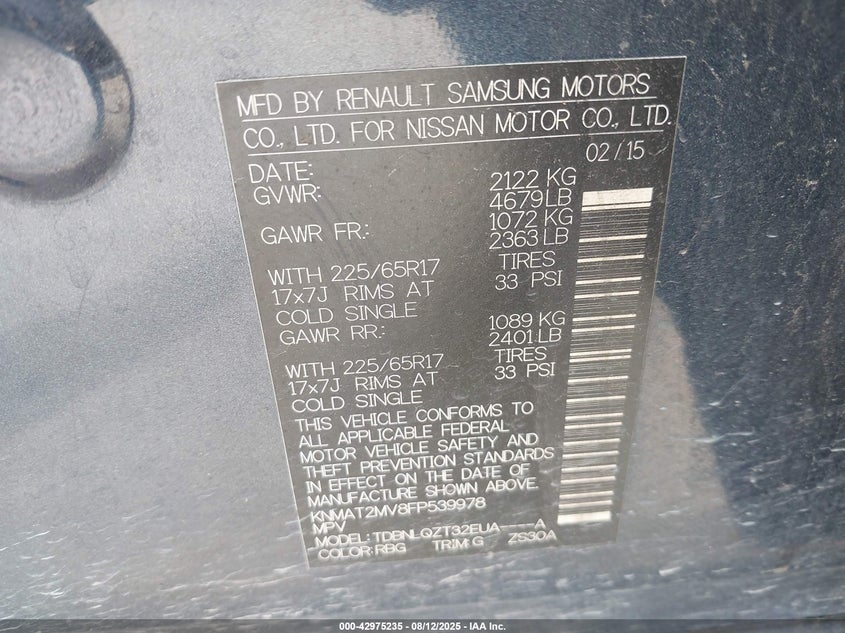 MFD BY RENAULT SAMSUNG MOTORS
CO., LTD. FOR NISSAN MOTOR CO., LTD.
DATE: 02/15
GVWR: 2122 KG
4679 LB
GAWR FR.: 1072 KG
2363 LB
WITH 225/65R17 TIRES
17x7J RIMS AT 33 PSI
COLD SINGLE
GAWR RR.: 1089 KG
2401 LB
WITH 225/65R17 TIRES
17x7J RIMS AT 33 PSI
COLD SINGLE
THIS VEHICLE CONFORMS TO
ALL APPLICABLE FEDERAL
MOTOR VEHICLE SAFETY AND
THEFT PREVENTION STANDARDS
IN EFFECT ON THE DATE OF
MANUFACTURE SHOWN ABOVE.
KNMAT2MV8FP539978
MPV
MODEL: TDBNLQZT32EUA----A
COLOR: RBG TRIM: G ZS30A
000-42975235 - 08/12/2025 - IAA Inc.